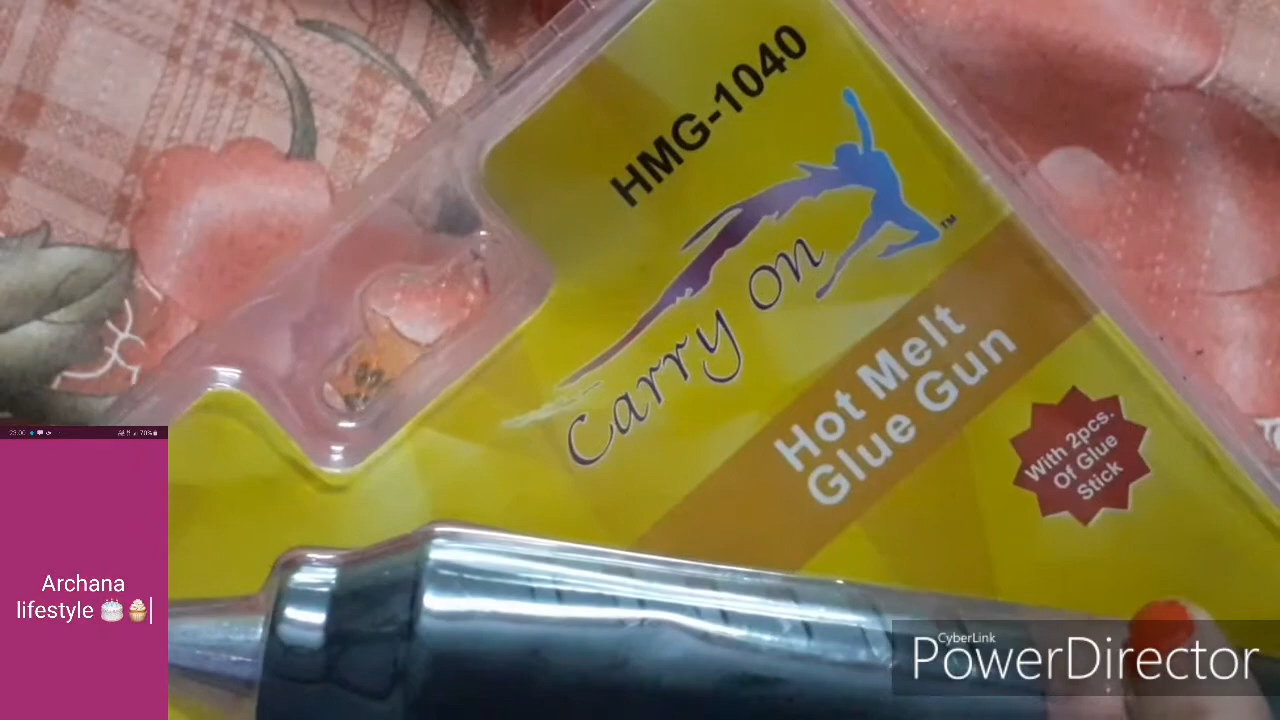 HMG-1040
Carry on
TM
Hot Melt
Glue Gun
With 2pcs.
Of Glue
Stick
Archana
lifestyle 🎂🧁
CyberLink
PowerDirector